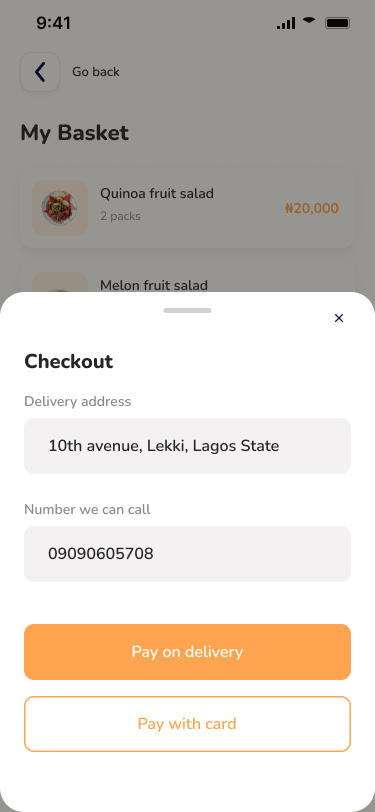 9:41
Go back
My Basket
Quinoa fruit salad
2 packs
₦20,000
Melon fruit salad
×
Checkout
Delivery address
10th avenue, Lekki, Lagos State
Number we can call
09090605708
Pay on delivery
Pay with card